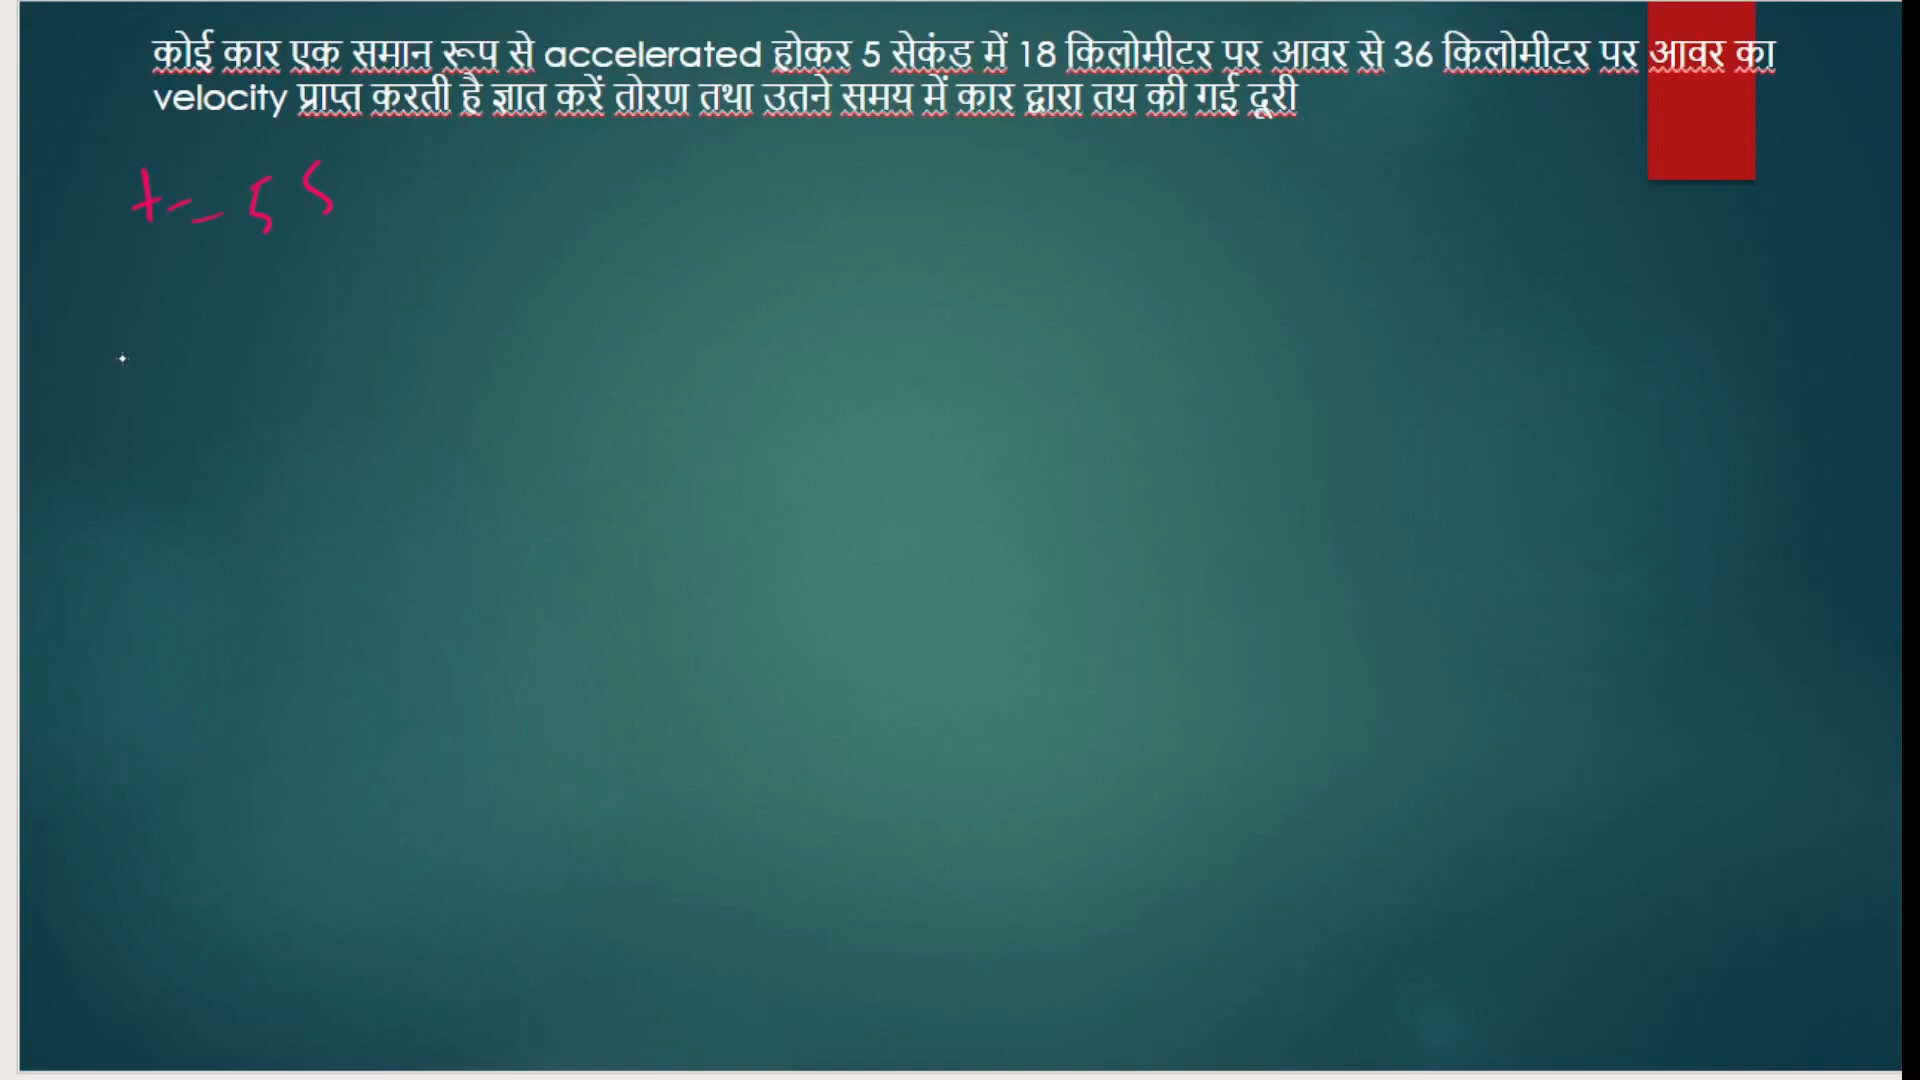 कोई कार एक समान रूप से accelerated होकर 5 सेकंड में 18 किलोमीटर पर आवर से 36 किलोमीटर पर आवर का
velocity प्राप्त करती है ज्ञात करें तोरण तथा उतने समय में कार द्वारा तय की गई दूरी
t = 5 s